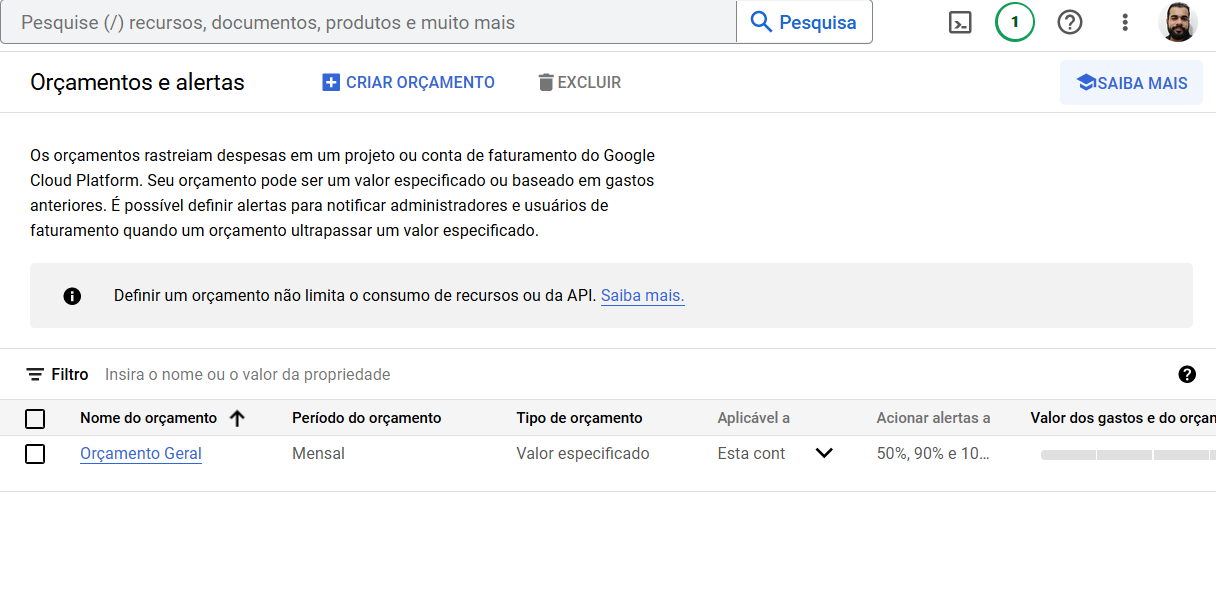 Pesquise (/) recursos, documentos, produtos e muito mais
Pesquisa
1
Orçamentos e alertas
CRIAR ORÇAMENTO
EXCLUIR
SAIBA MAIS
Os orçamentos rastreiam despesas em um projeto ou conta de faturamento do Google
Cloud Platform. Seu orçamento pode ser um valor especificado ou baseado em gastos
anteriores. É possível definir alertas para notificar administradores e usuários de
faturamento quando um orçamento ultrapassar um valor especificado.
Definir um orçamento não limita o consumo de recursos ou da API. Saiba mais.
Filtro Insira o nome ou o valor da propriedade
Nome do orçamento Período do orçamento Tipo de orçamento Aplicável a Acionar alertas a Valor dos gastos e do orçan
Orçamento Geral Mensal Valor especificado Esta cont 50%, 90% e 10...